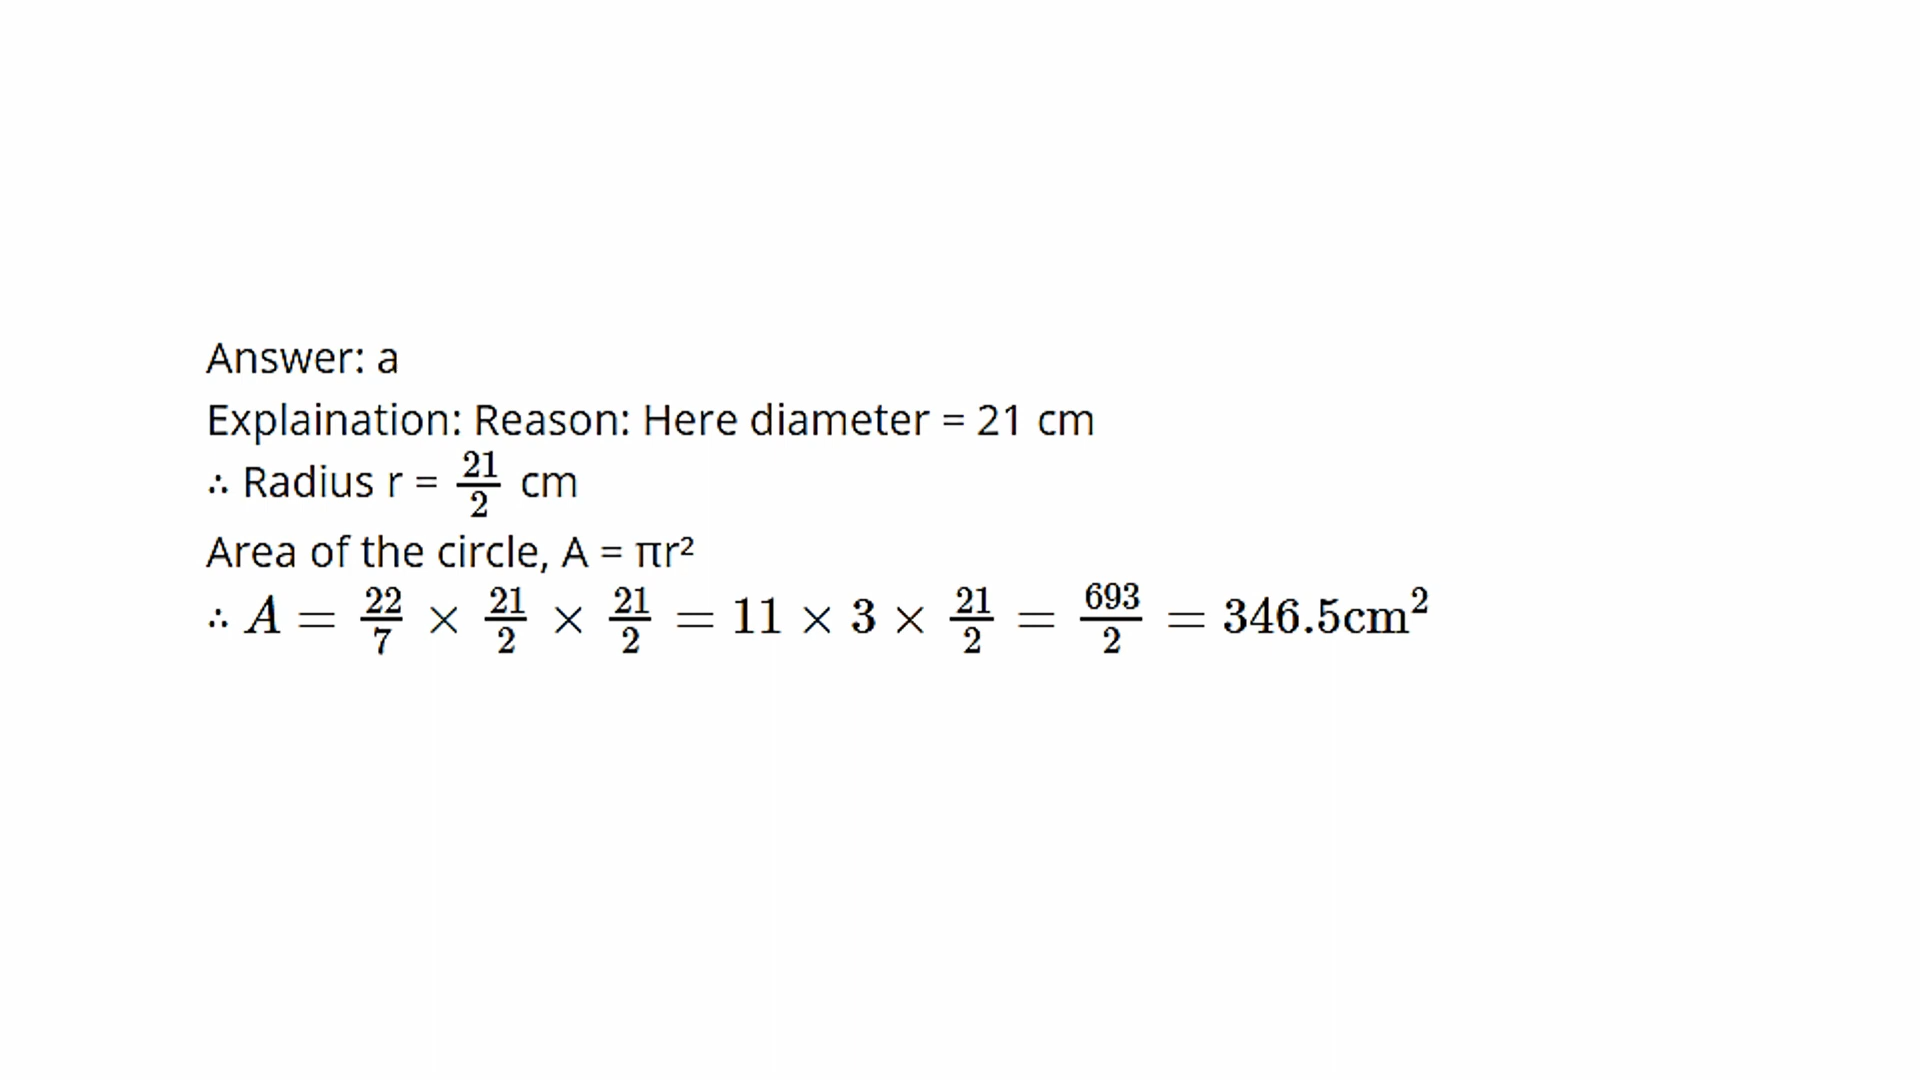 Answer: a
Explaination: Reason: Here diameter = 21 cm
∴ Radius r = 21/2 cm
Area of the circle, A = πr²
∴ A = 22/7 × 21/2 × 21/2 = 11 × 3 × 21/2 = 693/2 = 346.5cm²